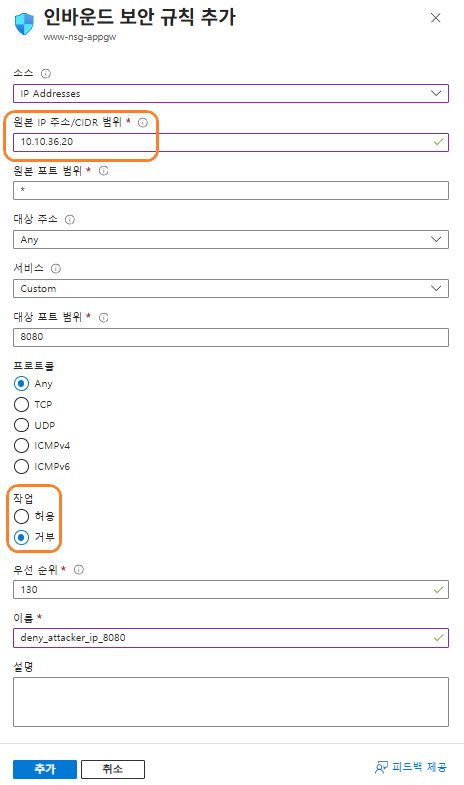 인바운드 보안 규칙 추가
www-nsg-appgw
소스
IP Addresses
원본 IP 주소/CIDR 범위 *
10.10.36.20
원본 포트 범위 *
*
대상 주소
Any
서비스
Custom
대상 포트 범위 *
8080
프로토콜
Any
TCP
UDP
ICMPv4
ICMPv6
작업
허용
거부
우선 순위 *
130
이름 *
deny_attacker_ip_8080
설명
추가
취소
피드백 제공